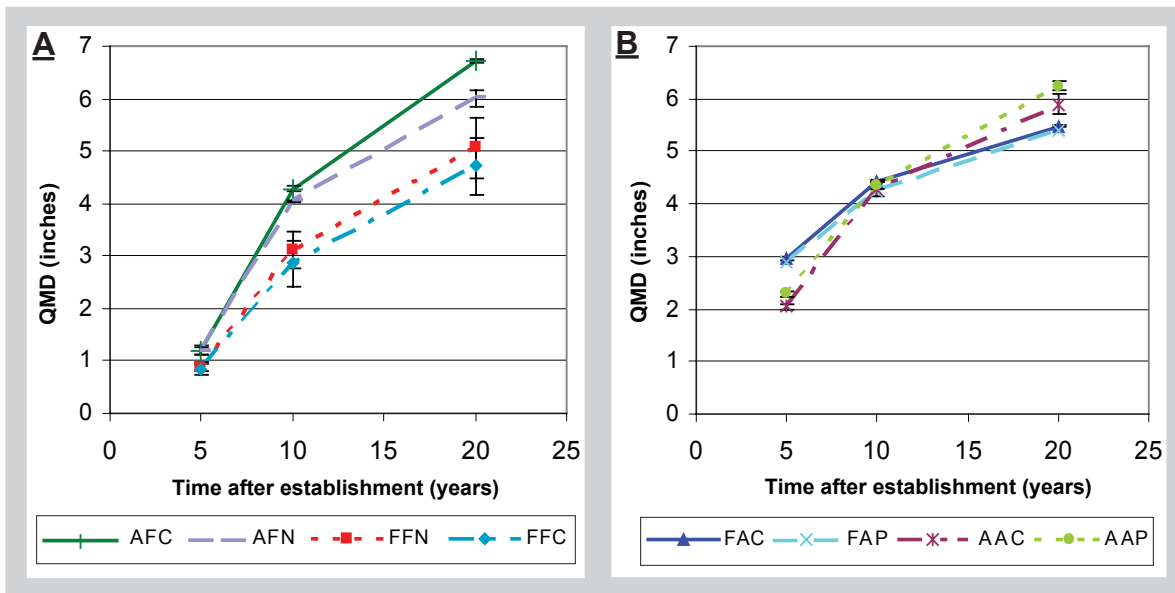 A
7
6
5
4
3
2
1
0
QMD (inches)
0 5 10 15 20 25
Time after establishment (years)
AFC AFN FFN FFC
B
7
6
5
4
3
2
1
0
QMD (inches)
0 5 10 15 20 25
Time after establishment (years)
FAC FAP AAC AAP